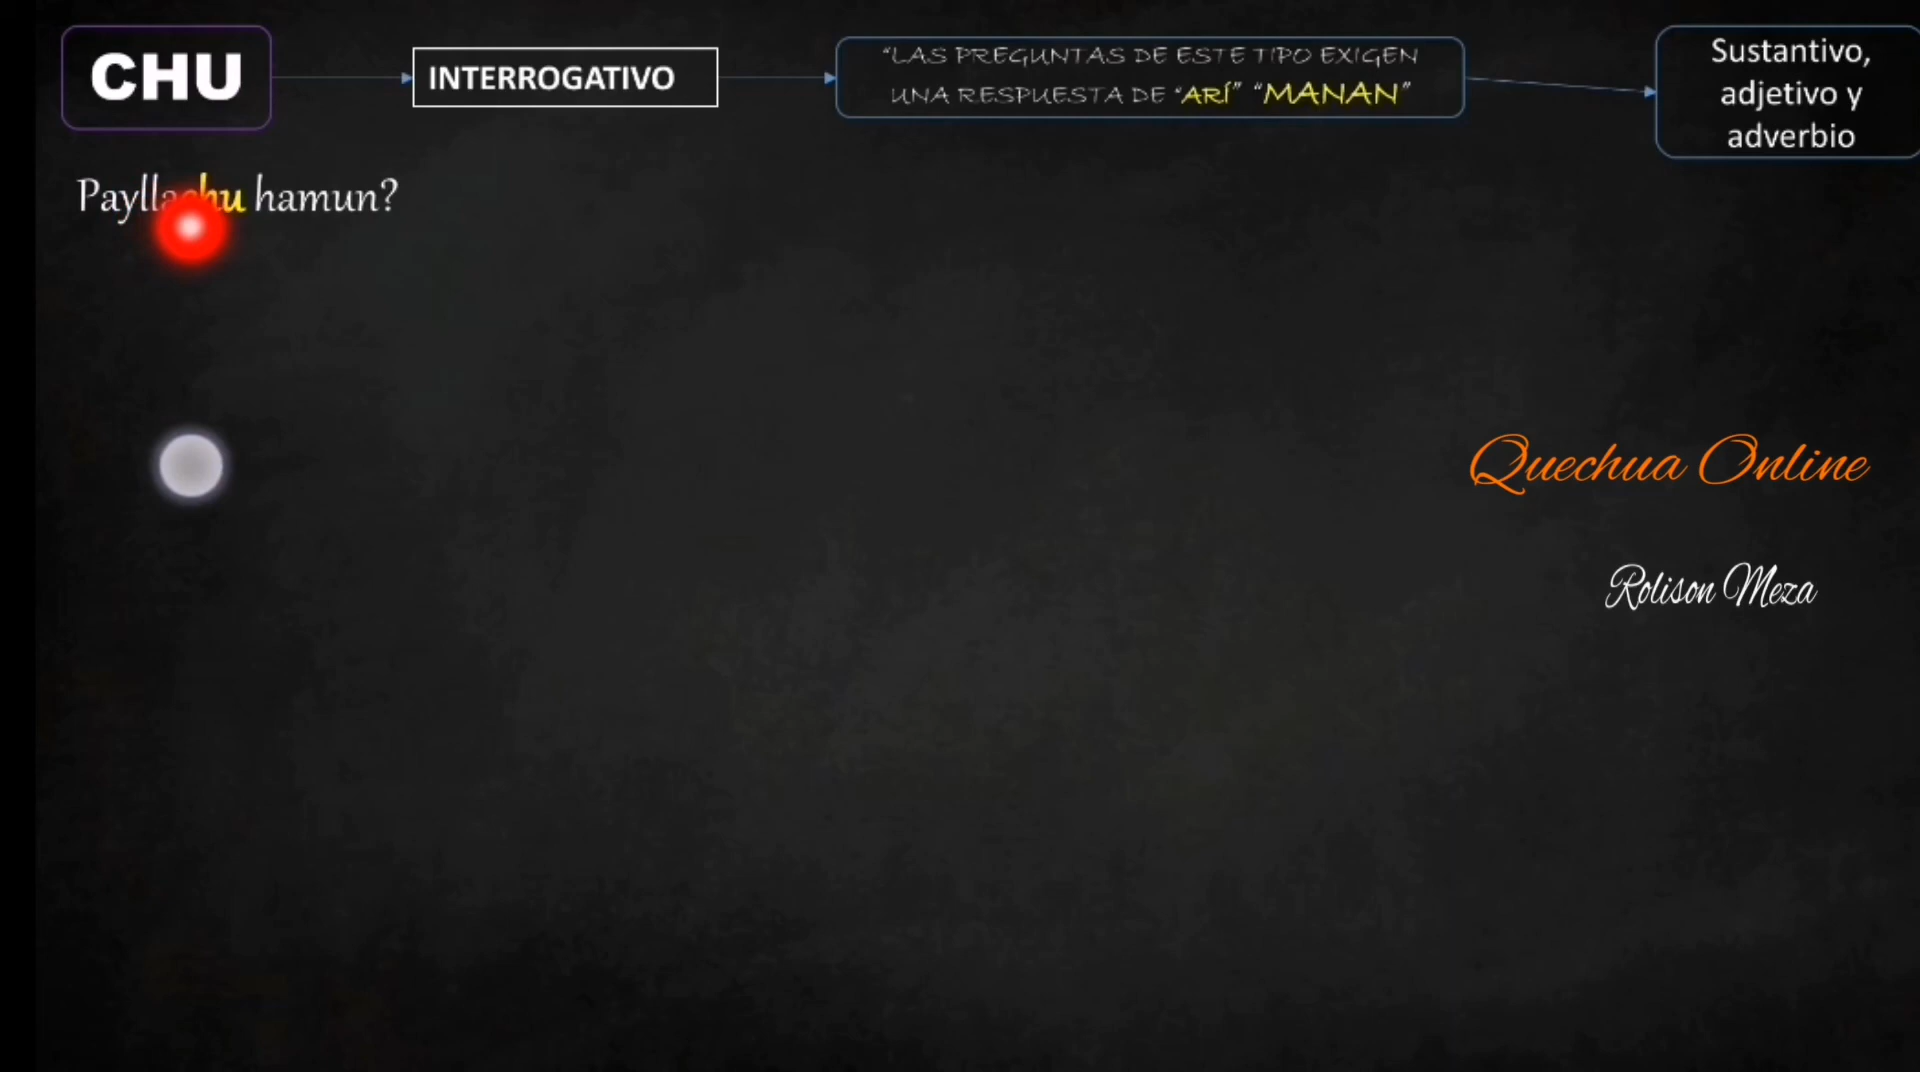 CHU
INTERROGATIVO
"LAS PREGUNTAS DE ESTE TIPO EXIGEN
UNA RESPUESTA DE "ARÍ" "MANAN"
Sustantivo,
adjetivo y
adverbio
Payllachu hamun?
Quechua Online
Rolison Meza